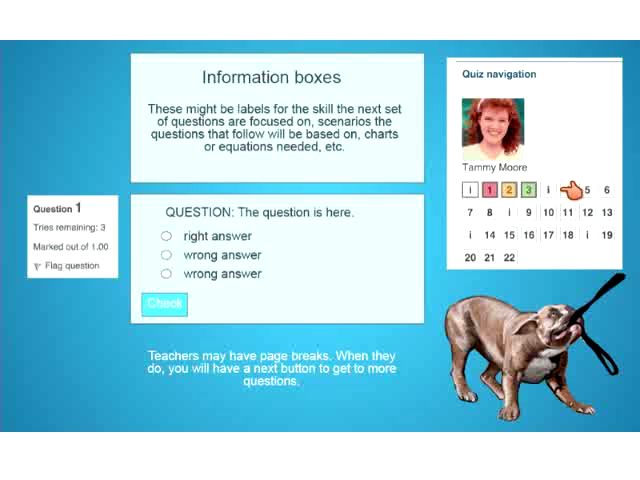 Information boxes
These might be labels for the skill the next set
of questions are focused on, scenarios the
questions that follow will be based on, charts
or equations needed, etc.
Question 1
Tries remaining: 3
Marked out of 1.00
Flag question
QUESTION: The question is here.
right answer
wrong answer
wrong answer
Check
Teachers may have page breaks. When they
do, you will have a next button to get to more
questions.
Quiz navigation
Tammy Moore
i 1 2 3 i 5 6
7 8 i 9 10 11 12 13
i 14 15 16 17 18 i 19
20 21 22